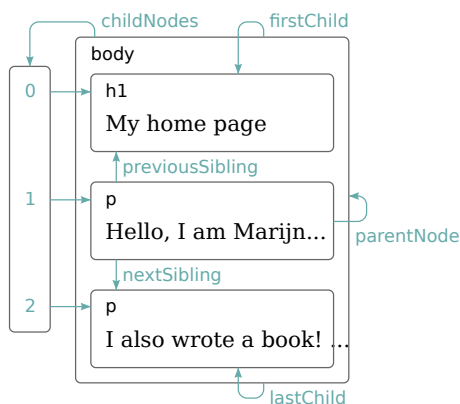 childNodes
firstChild
body
0
h1
My home page
previousSibling
1
p
Hello, I am Marijn...
parentNode
nextSibling
2
p
I also wrote a book! ...
lastChild